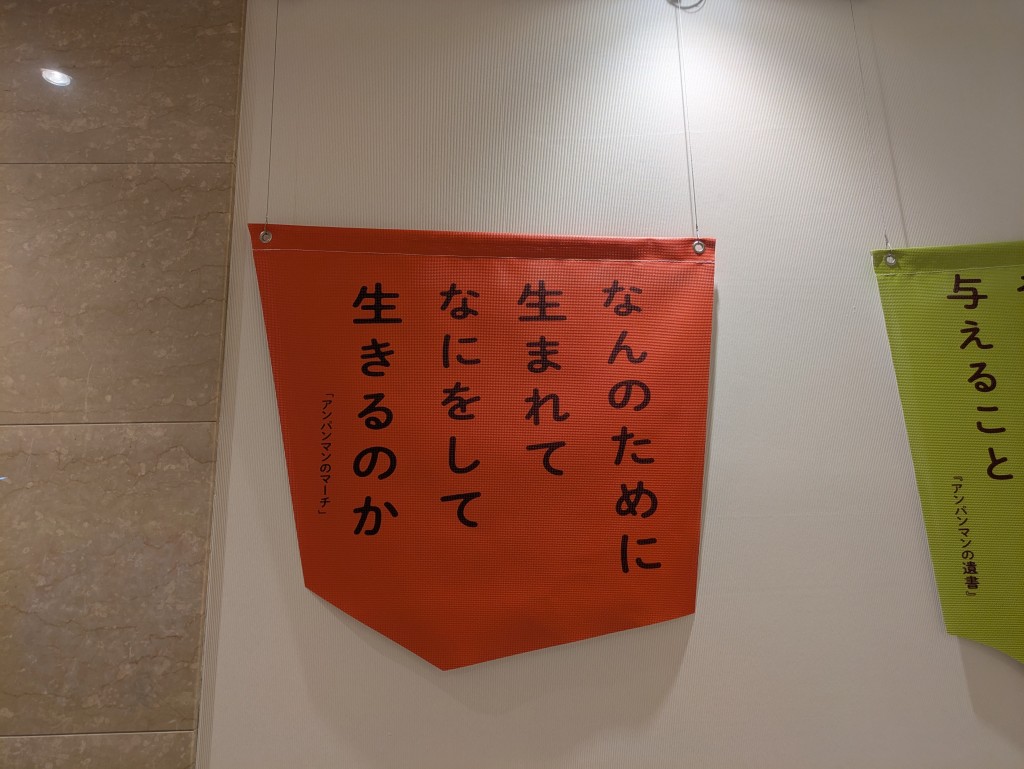 なんのために
生まれて
なにをして
生きるのか
「アンパンマンのマーチ」
与えること
『アンパンマンの遺書』